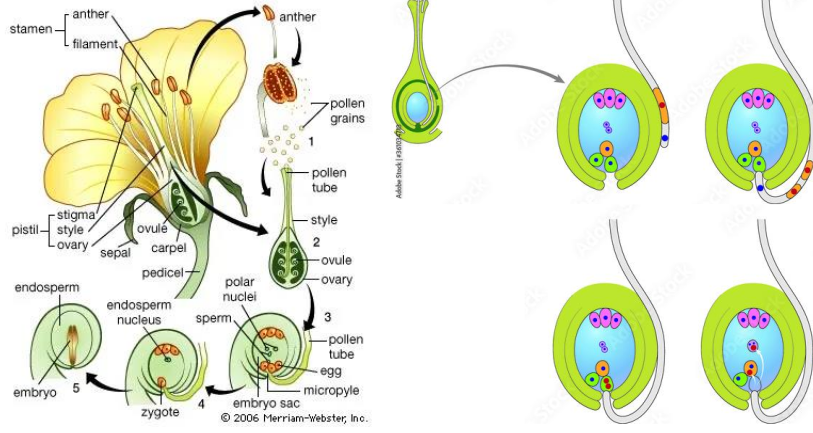 anther
stamen
filament
anther
pollen
grains
1
pollen
tube
stigma
pistil
style
ovary
ovule
carpel
sepal
pedicel
style
2
ovule
ovary
3
endosperm
embryo
5
endosperm
nucleus
zygote
4
polar
nuclei
sperm
pollen
tube
egg
micropyle
embryo sac
© 2006 Merriam-Webster, Inc.
Adobe Stock